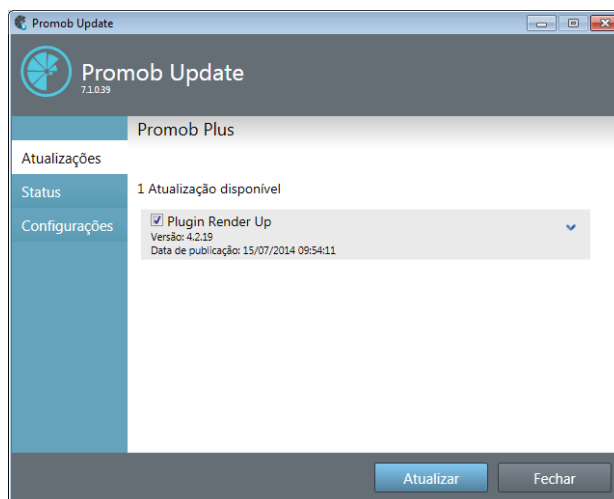 Promob Update
Promob Update
7.1.0.39
Promob Plus
Atualizações
Status
Configurações
1 Atualização disponível
Plugin Render Up
Versão: 4.2.19
Data de publicação: 15/07/2014 09:54:11
Atualizar
Fechar